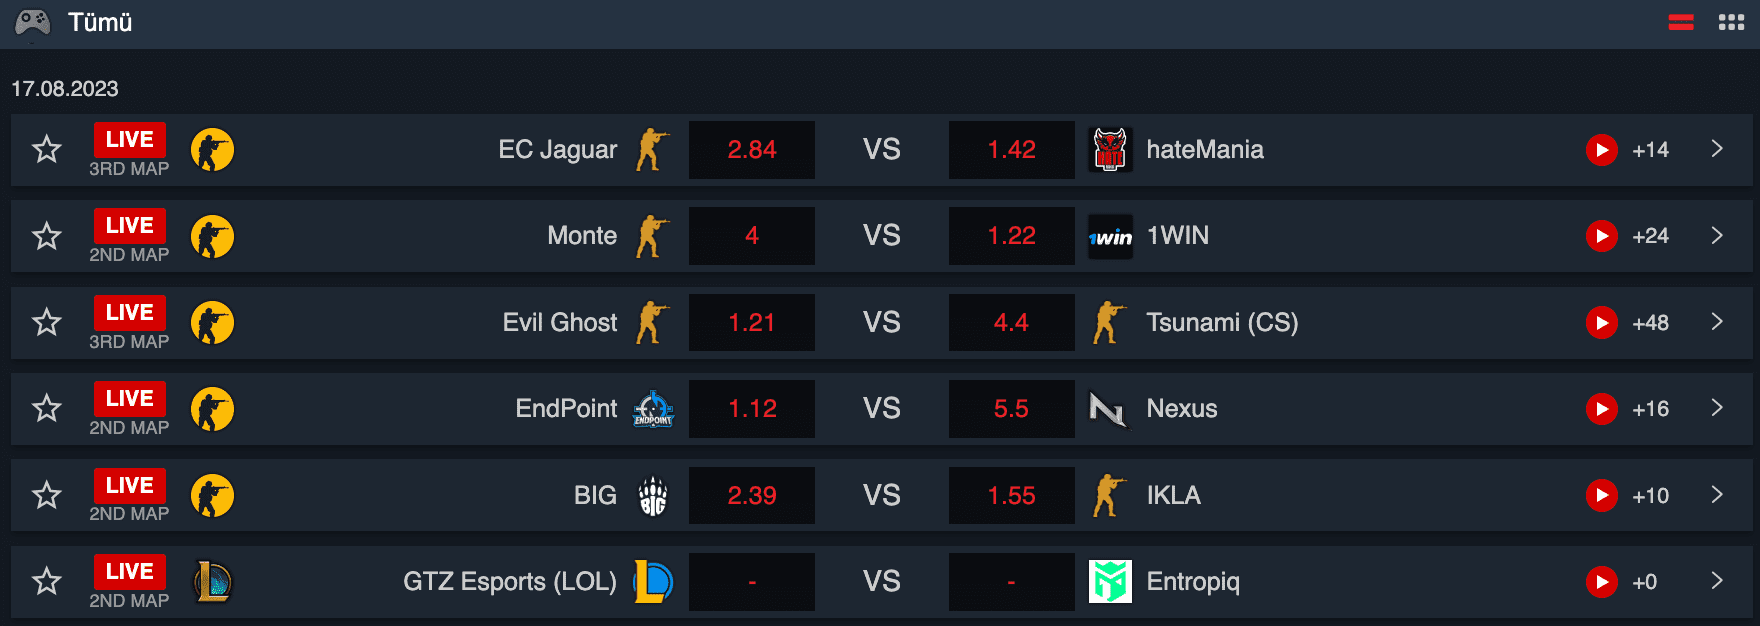 Tümü
17.08.2023
LIVE
3RD MAP
EC Jaguar 2.84 VS 1.42 HATE hateMania +14
LIVE
2ND MAP
Monte 4 VS 1.22 1win 1WIN +24
LIVE
3RD MAP
Evil Ghost 1.21 VS 4.4 Tsunami (CS) +48
LIVE
2ND MAP
EndPoint ENDPOINT 1.12 VS 5.5 Nexus +16
LIVE
2ND MAP
BIG BIG 2.39 VS 1.55 IKLA +10
LIVE
2ND MAP
GTZ Esports (LOL) - VS - Entropiq +0